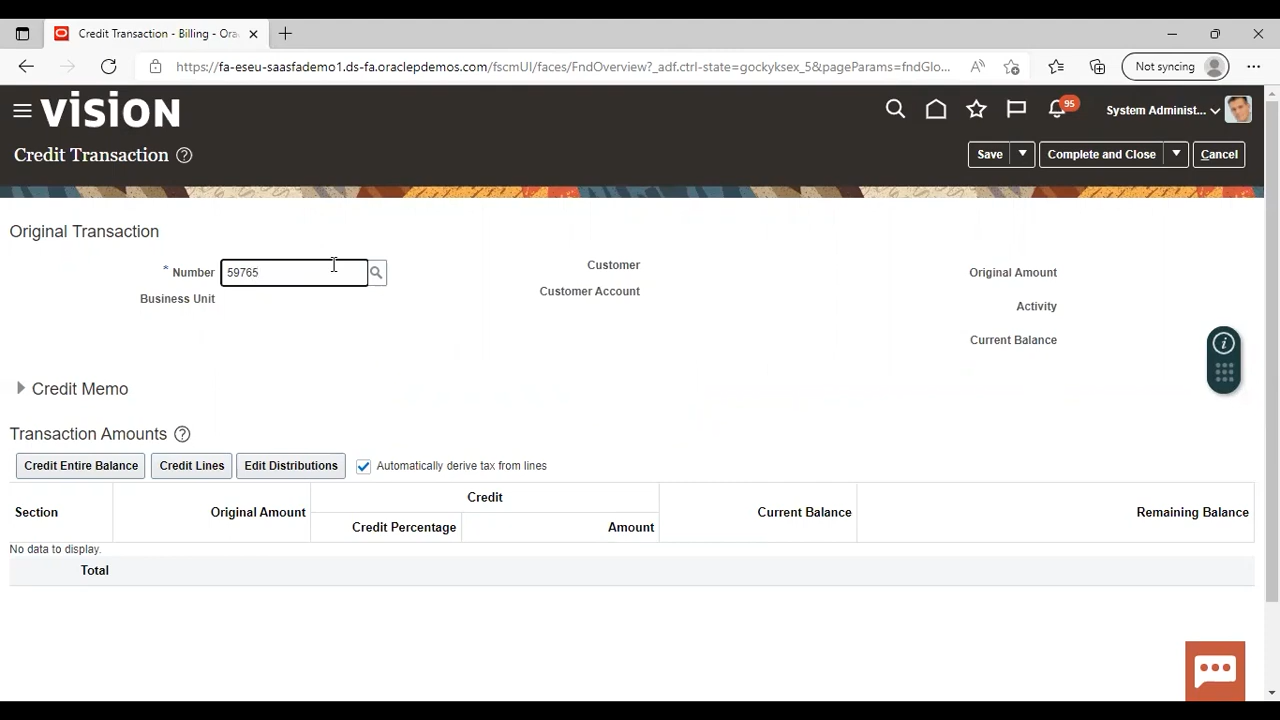 Credit Transaction - Billing - Ora
https://fa-eseu-saasfademo1.ds-fa.oraclepdemos.com/fscmUI/faces/FndOverview?_adf.ctrl-state=gockyksex_5&pageParams=fndGlo...
Not syncing
VISION
95
System Administ...
Credit Transaction
Save
Complete and Close
Cancel
Original Transaction
* Number 59765
Customer
Original Amount
Business Unit
Customer Account
Activity
Current Balance
Credit Memo
Transaction Amounts
Credit Entire Balance
Credit Lines
Edit Distributions
Automatically derive tax from lines
Section
Original Amount
Credit
Credit Percentage
Amount
Current Balance
Remaining Balance
No data to display.
Total